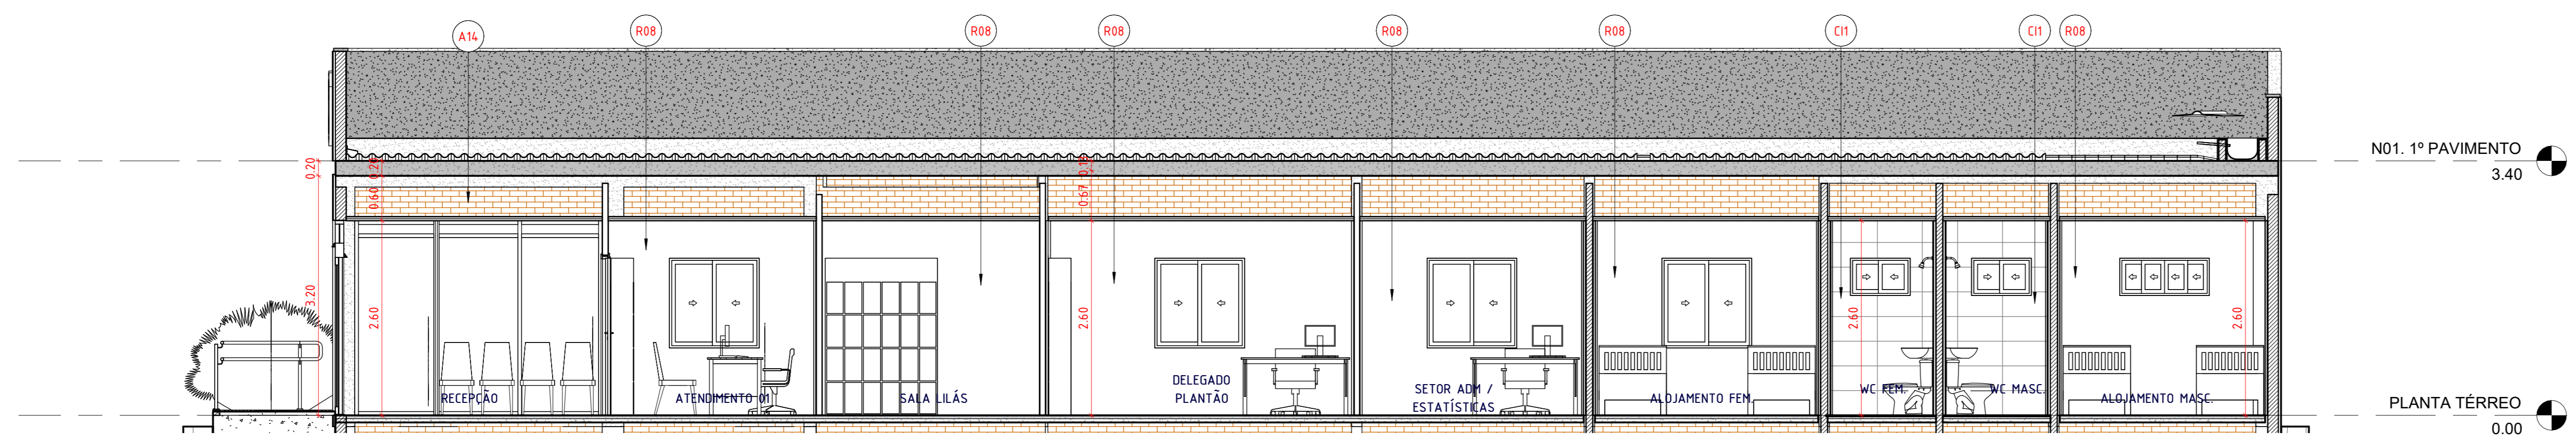 A14
R08
R08
R08
R08
R08
CI1
CI1
R08
N01. 1º PAVIMENTO
3.40
0.20
0.20
0.13
0.60
0.67
3.20
2.60
2.60
2.60
2.60
RECEPÇÃO
ATENDIMENTO 01
SALA LILÁS
DELEGADO
PLANTÃO
SETOR ADM /
ESTATÍSTICAS
ALOJAMENTO FEM.
WC FEM.
WC MASC.
ALOJAMENTO MASC.
PLANTA TÉRREO
0.00